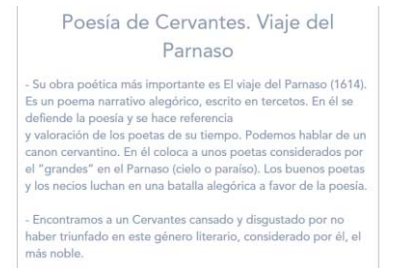 Poesía de Cervantes. Viaje del
Parnaso
- Su obra poética más importante es El viaje del Parnaso (1614).
Es un poema narrativo alegórico, escrito en tercetos. En él se
defiende la poesía y se hace referencia
y valoración de los poetas de su tiempo. Podemos hablar de un
canon cervantino. En él coloca a unos poetas considerados por
el "grandes" en el Parnaso (cielo o paraíso). Los buenos poetas
y los necios luchan en una batalla alegórica a favor de la poesía.
- Encontramos a un Cervantes cansado y disgustado por no
haber triunfado en este género literario, considerado por él, el
más noble.